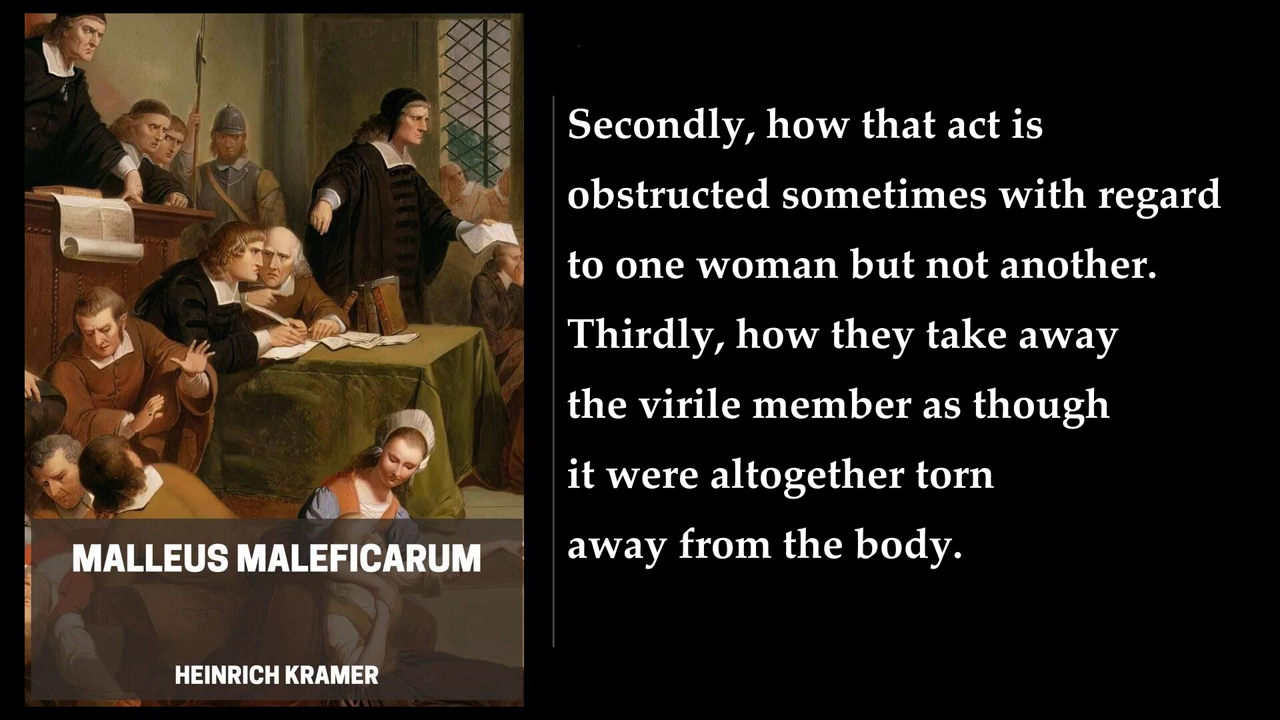 MALLEUS MALEFICARUM
HEINRICH KRAMER
Secondly, how that act is
obstructed sometimes with regard
to one woman but not another.
Thirdly, how they take away
the virile member as though
it were altogether torn
away from the body.